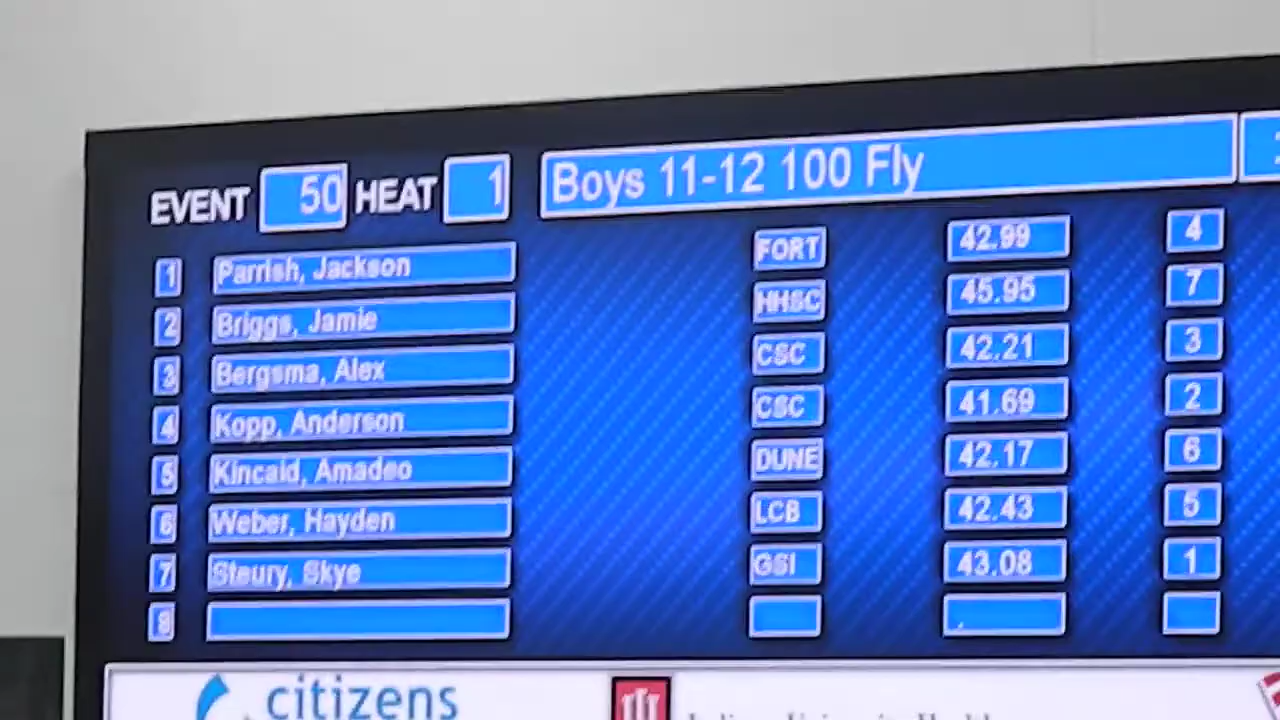 EVENT 50 HEAT 1 Boys 11-12 100 Fly
1 Parrish, Jackson FORT 42.99 4
2 Briggs, Jamie HHSC 45.95 7
3 Bergsma, Alex CSC 42.21 3
4 Kopp, Anderson CSC 41.69 2
5 Kincaid, Amadeo DUNE 42.17 6
6 Weber, Hayden LCB 42.43 5
7 Steury, Skye GSI 43.08 1
8 .
citizens